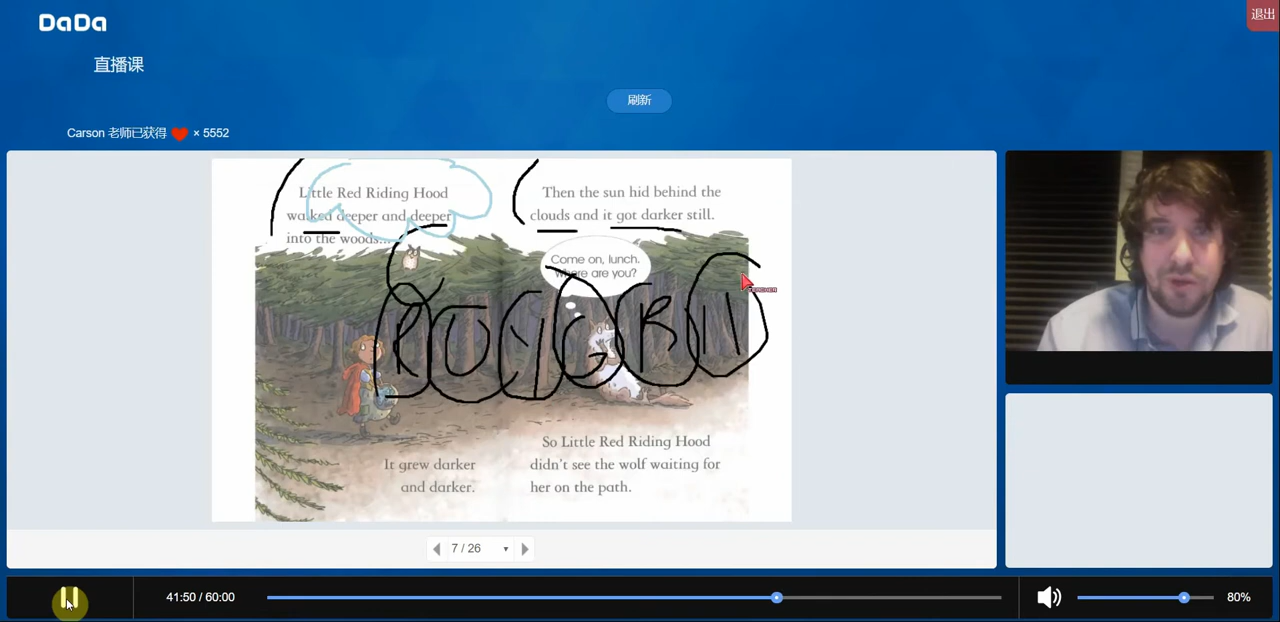 DaDa
退出
直播课
刷新
Carson 老师已获得 × 5552
Little Red Riding Hood
walked deeper and deeper
into the woods...
Then the sun hid behind the
clouds and it got darker still.
Come on, lunch.
Where are you?
It grew darker
and darker.
So Little Red Riding Hood
didn't see the wolf waiting for
her on the path.
7 / 26
41:50 / 60:00
80%